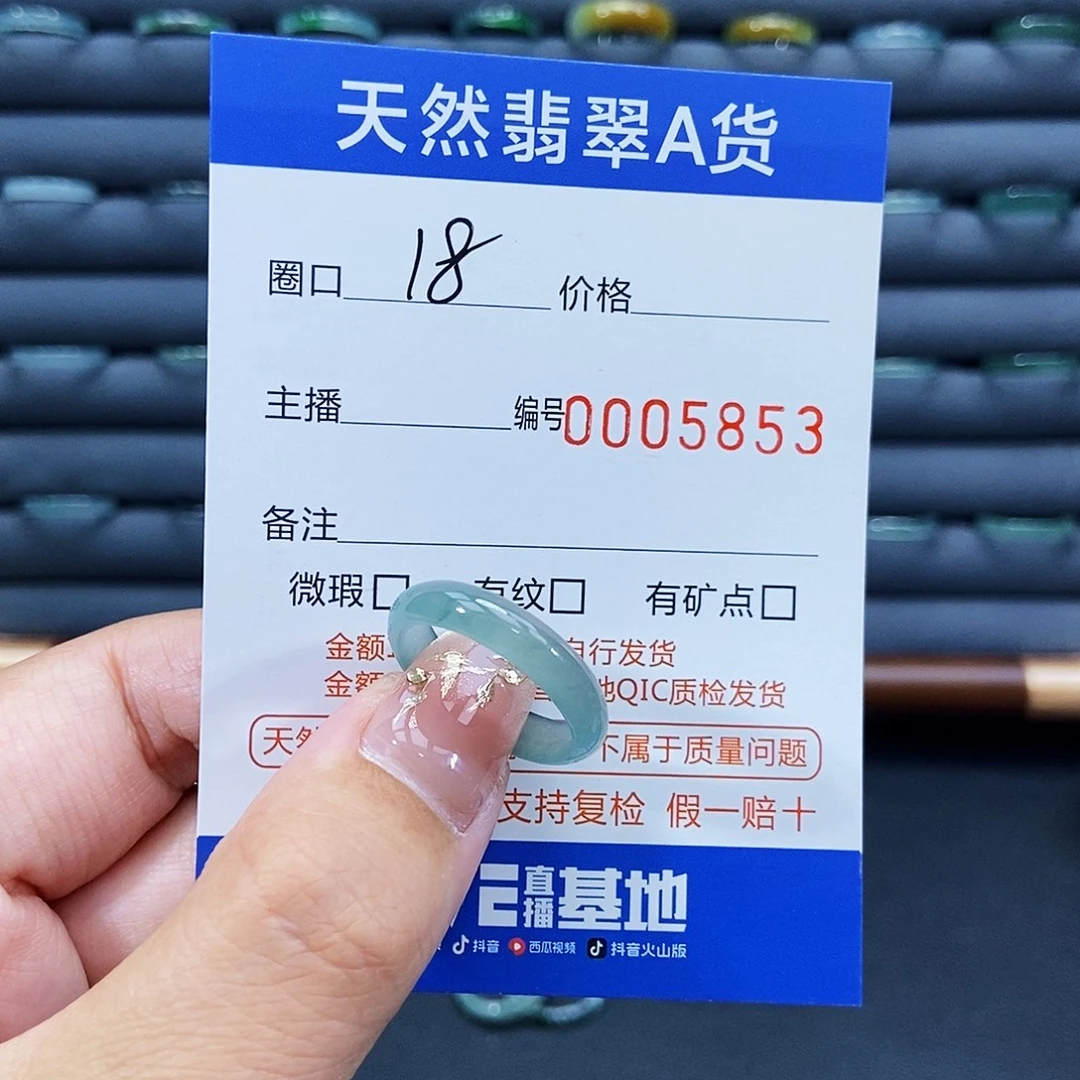 天然翡翠A货
圈口 18 价格
主播 编号0005853
备注
微瑕□ 有纹□ 有矿点□
金额 自行发货
金额 地QIC质检发货
天然 不属于质量问题
支持复检 假一赔十
直播基地
抖音 西瓜视频 抖音火山版